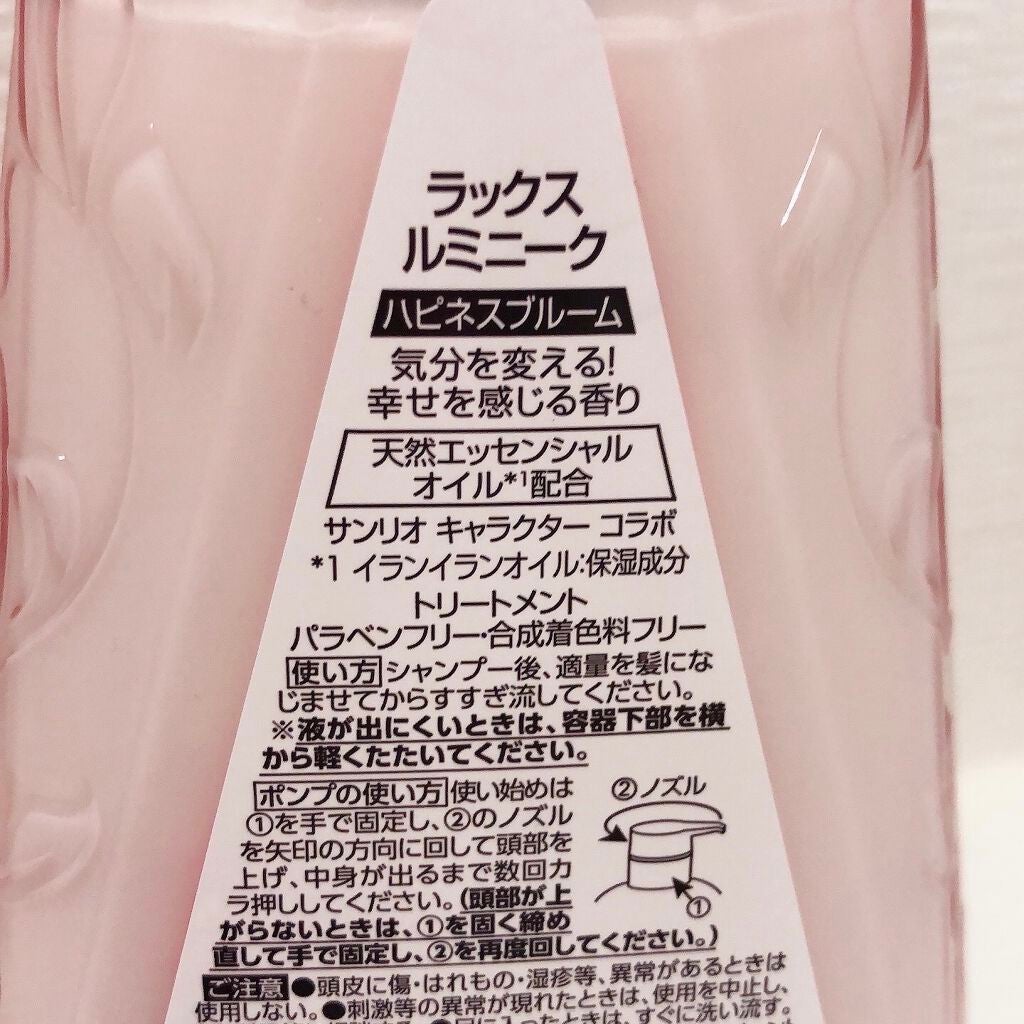 ラックス
ルミニーク
ハピネスブルーム
気分を変える!
幸せを感じる香り
天然エッセンシャル
オイル*1配合
サンリオ キャラクター コラボ
*1 イランイランオイル:保湿成分
トリートメント
パラベンフリー・合成着色料フリー
使い方 シャンプー後、適量を髪にな
じませてからすすぎ流してください。
※液が出にくいときは、容器下部を横
から軽くたたいてください。
ポンプの使い方 使い始めは
①を手で固定し、②のノズル
を矢印の方向に回して頭部を
上げ、中身が出るまで数回カ
ラ押ししてください。(頭部が上
がらないときは、①を固く締め
直して手で固定し、②を再度回してください。)
②ノズル
①
ご注意 ●頭皮に傷・はれもの・湿疹等、異常があるときは
使用しない。●刺激等の異常が現れたときは、使用を中止し、
●目に入ったときは、すぐに洗い流す。